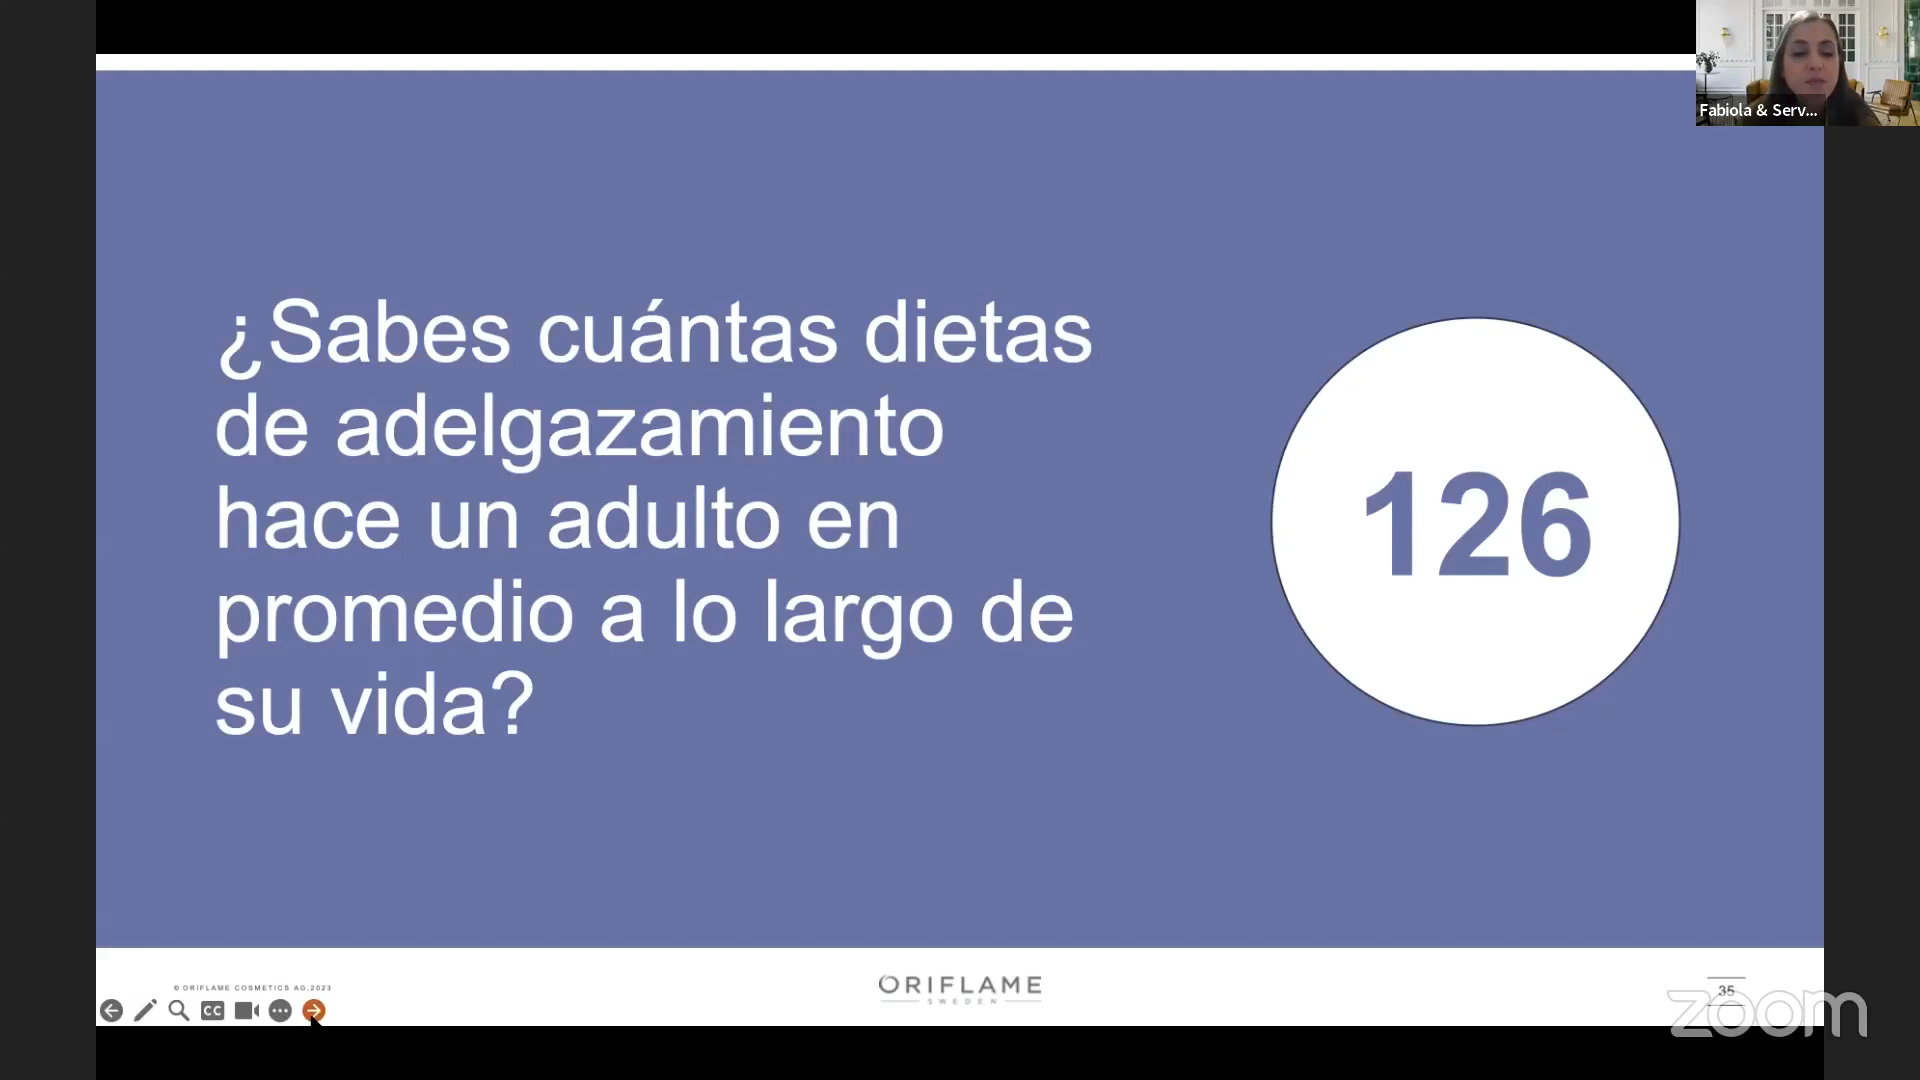 Fabiola & Serv...
¿Sabes cuántas dietas
de adelgazamiento
hace un adulto en
promedio a lo largo de
su vida?
126
© ORIFLAME COSMETICS AG,2023
CC
ORIFLAME
SWEDEN
35
zoom